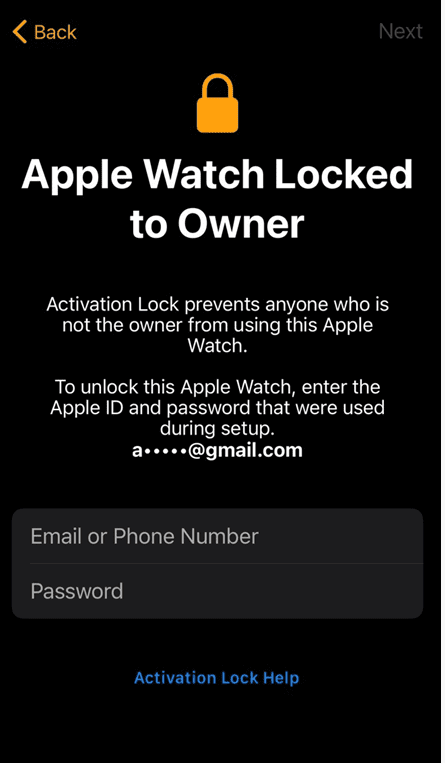 Back
Next
Apple Watch Locked
to Owner
Activation Lock prevents anyone who is
not the owner from using this Apple
Watch.
To unlock this Apple Watch, enter the
Apple ID and password that were used
during setup.
a•••••@gmail.com
Email or Phone Number
Password
Activation Lock Help